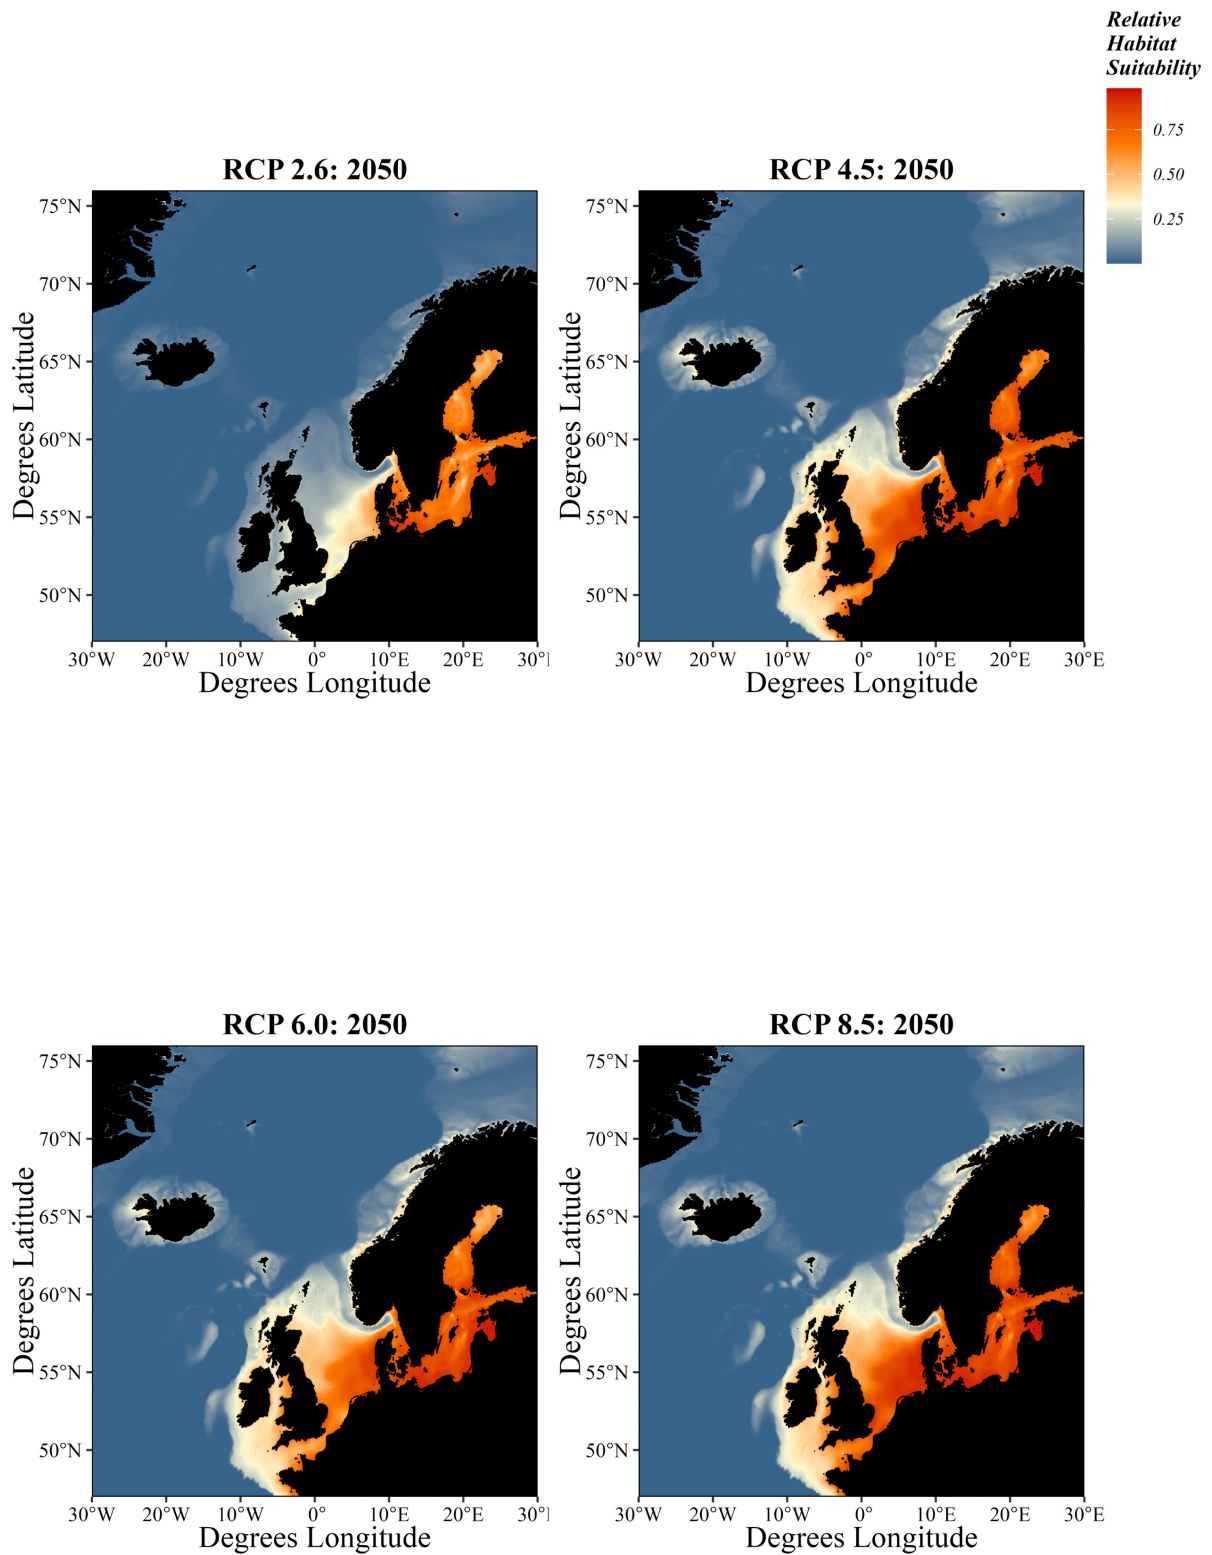 Relative
Habitat
Suitability
0.75
0.50
0.25
RCP 2.6: 2050
75°N
70°N
65°N
60°N
55°N
50°N
Degrees Latitude
30°W 20°W 10°W 0° 10°E 20°E 30°
Degrees Longitude
RCP 4.5: 2050
75°N
70°N
65°N
60°N
55°N
50°N
Degrees Latitude
30°W 20°W 10°W 0° 10°E 20°E 30°E
Degrees Longitude
RCP 6.0: 2050
75°N
70°N
65°N
60°N
55°N
50°N
Degrees Latitude
30°W 20°W 10°W 0° 10°E 20°E 30°
Degrees Longitude
RCP 8.5: 2050
75°N
70°N
65°N
60°N
55°N
50°N
Degrees Latitude
30°W 20°W 10°W 0° 10°E 20°E 30°E
Degrees Longitude